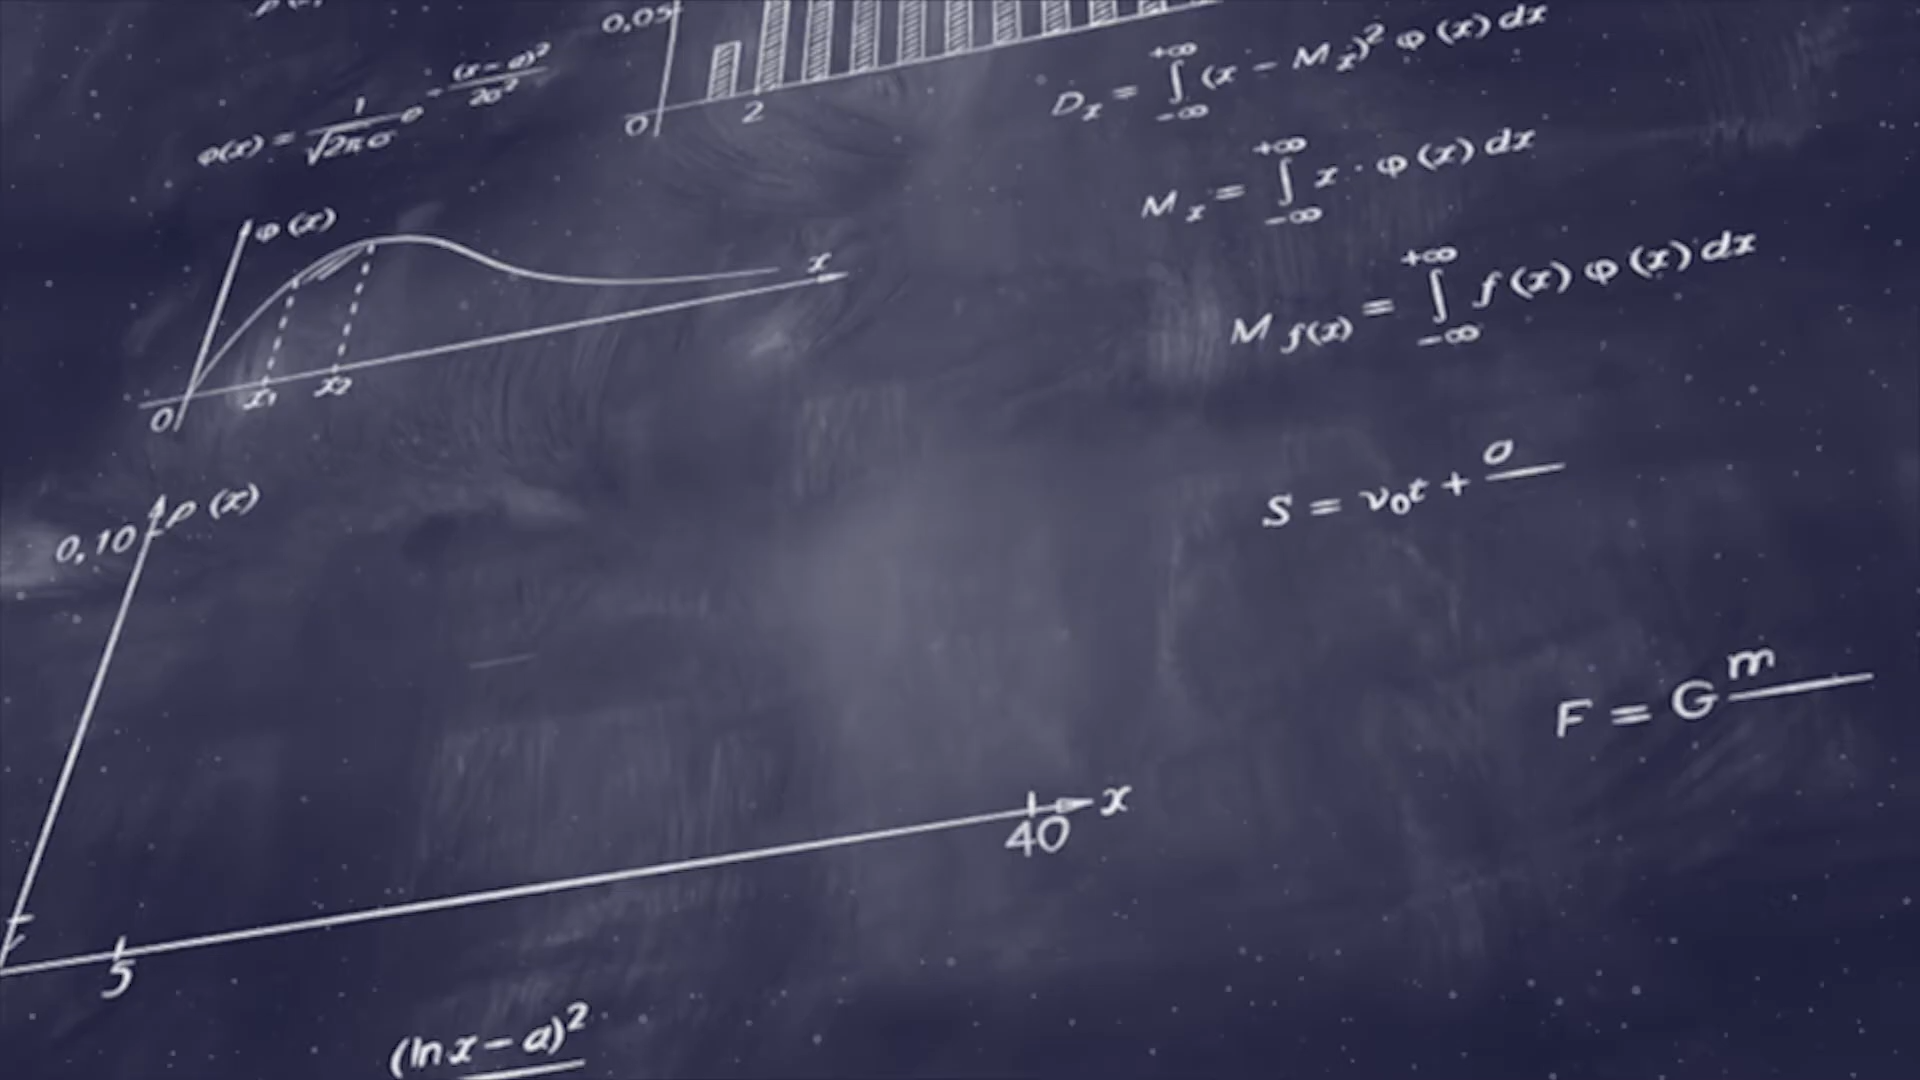 φ(x) = 1/√2πσ e^-(x-a)²/2σ²
0,05
0 2
D_x = ∫_-∞^+∞ (x - M_x)² φ(x) dx
M_x = ∫_-∞^+∞ x · φ(x) dx
M_f(x) = ∫_-∞^+∞ f(x) φ(x) dx
φ(x)
x
0 x₁ x₂
S = v₀t + a
0,10 ρ(x)
F = G m
x
5 40
(ln x - a)²